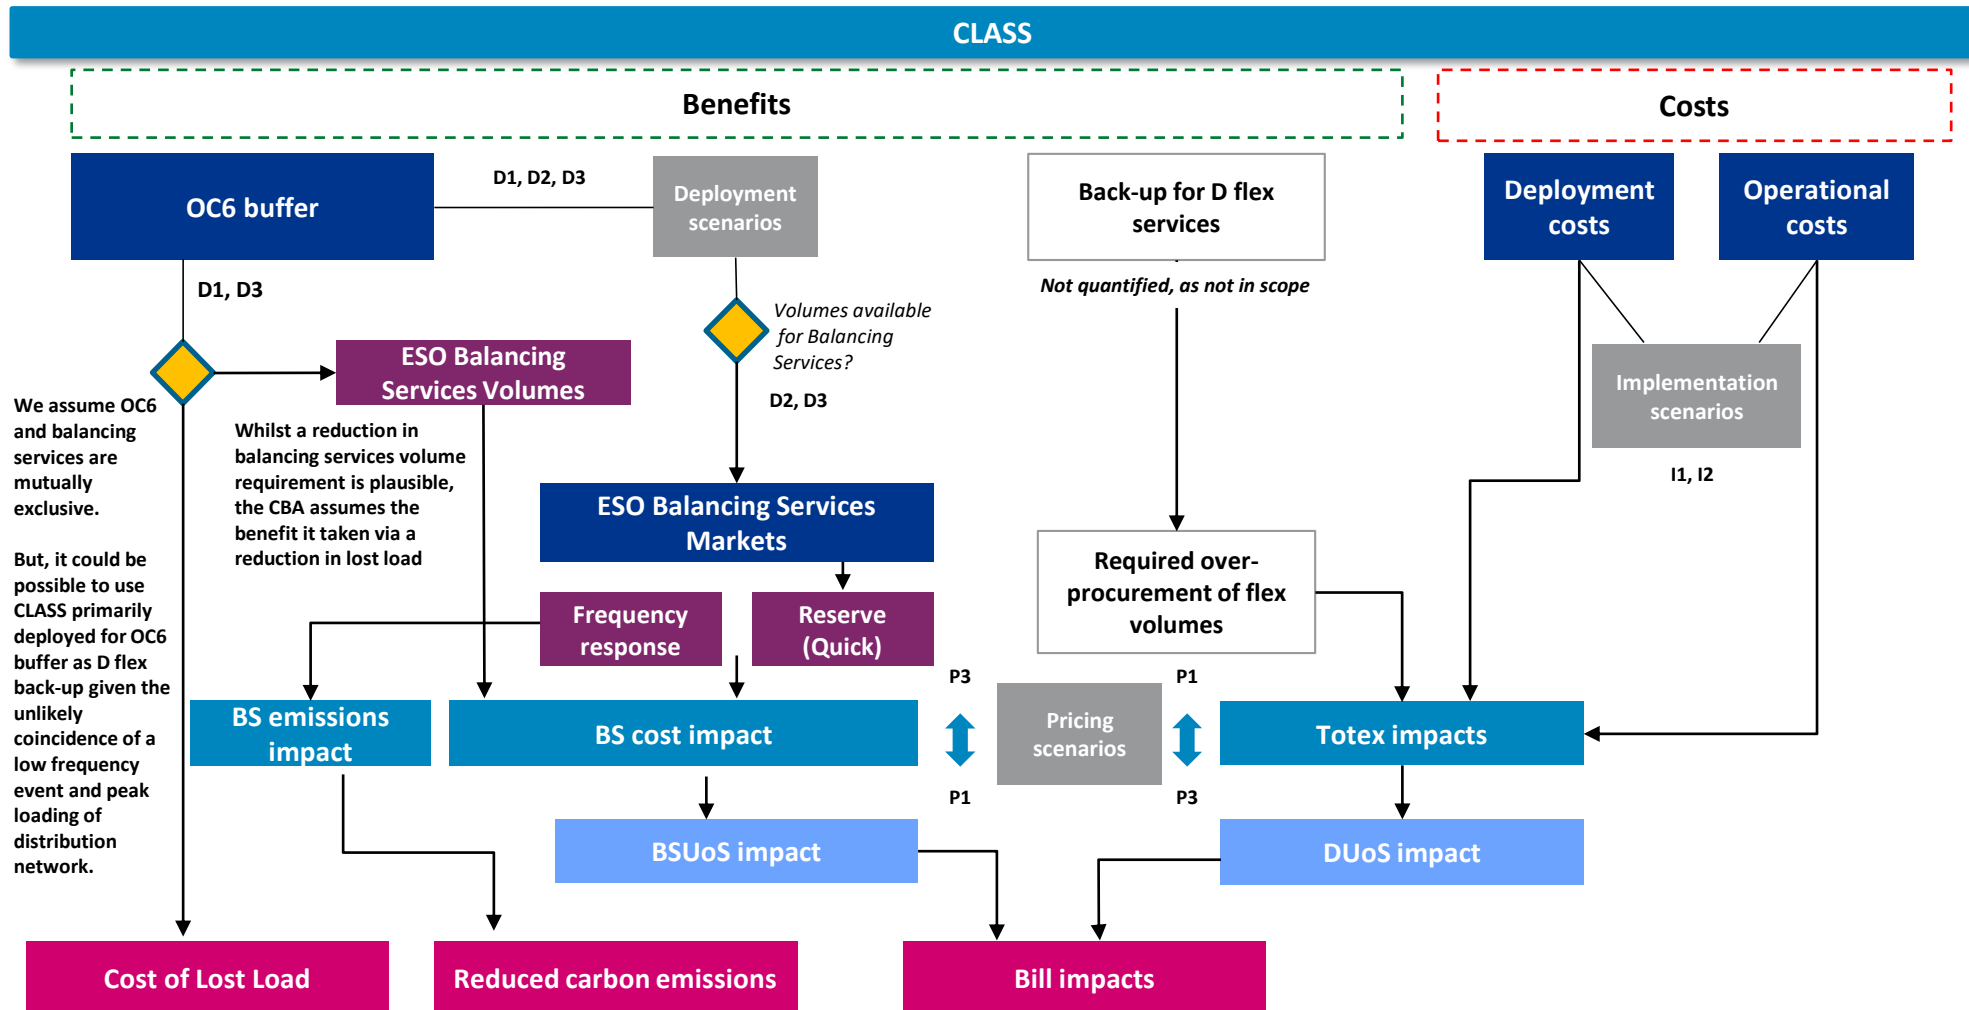 CLASS
Benefits
Costs
OC6 buffer
D1, D2, D3
Deployment
scenarios
Back-up for D flex
services
Deployment
costs
Operational
costs
D1, D3
Not quantified, as not in scope
Volumes available
for Balancing
Services?
D2, D3
ESO Balancing
Services Volumes
Implementation
scenarios
I1, I2
We assume OC6
and balancing
services are
mutually
exclusive.
But, it could be
possible to use
CLASS primarily
deployed for OC6
buffer as D flex
back-up given the
unlikely
coincidence of a
low frequency
event and peak
loading of
distribution
network.
Whilst a reduction in
balancing services volume
requirement is plausible,
the CBA assumes the
benefit it taken via a
reduction in lost load
ESO Balancing Services
Markets
Required over-
procurement of flex
volumes
Frequency
response
Reserve
(Quick)
P3
P1
BS emissions
impact
BS cost impact
Pricing
scenarios
Totex impacts
P1
P3
BSUoS impact
DUoS impact
Cost of Lost Load
Reduced carbon emissions
Bill impacts